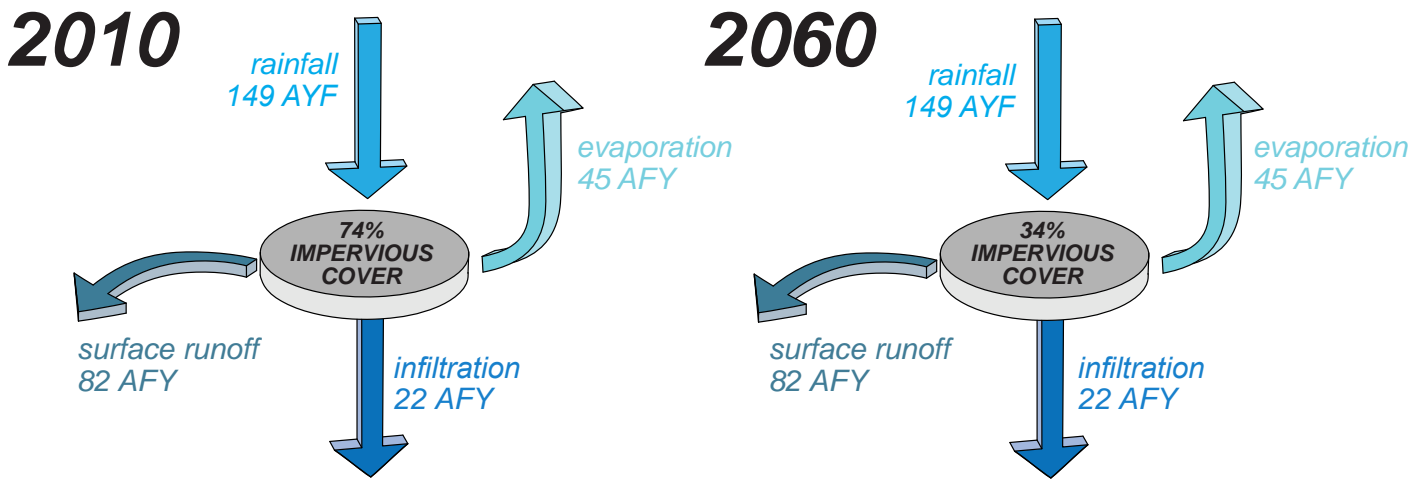 2010
rainfall
149 AYF
evaporation
45 AFY
74%
IMPERVIOUS
COVER
surface runoff
82 AFY
infiltration
22 AFY
2060
rainfall
149 AYF
evaporation
45 AFY
34%
IMPERVIOUS
COVER
surface runoff
82 AFY
infiltration
22 AFY